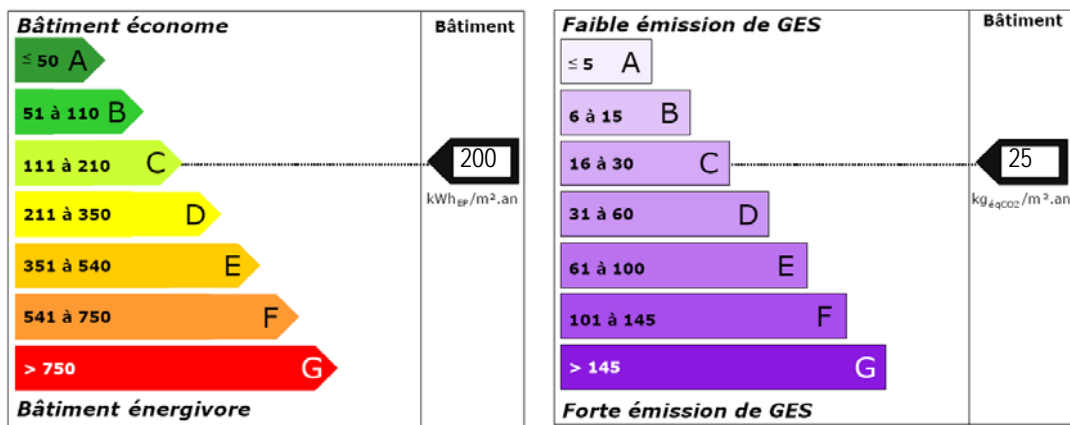 Bâtiment économe
Bâtiment
≤ 50 A
51 à 110 B
111 à 210 C
200
kWhEP/m².an
211 à 350 D
351 à 540 E
541 à 750 F
> 750 G
Bâtiment énergivore
Faible émission de GES
Bâtiment
≤ 5 A
6 à 15 B
16 à 30 C
25
kgéqCO2/m².an
31 à 60 D
61 à 100 E
101 à 145 F
> 145 G
Forte émission de GES